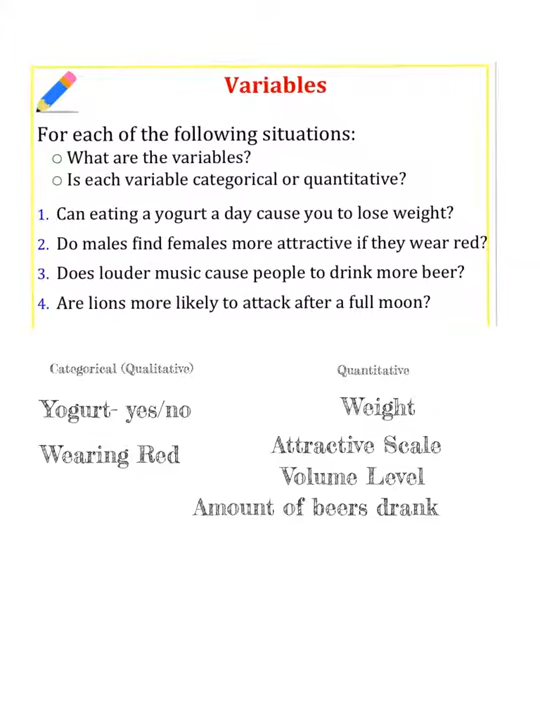 Variables
For each of the following situations:
○ What are the variables?
○ Is each variable categorical or quantitative?
1. Can eating a yogurt a day cause you to lose weight?
2. Do males find females more attractive if they wear red?
3. Does louder music cause people to drink more beer?
4. Are lions more likely to attack after a full moon?
Categorical (Qualitative)
Quantitative
Yogurt- yes/no
Weight
Wearing Red
Attractive Scale
Volume Level
Amount of beers drank